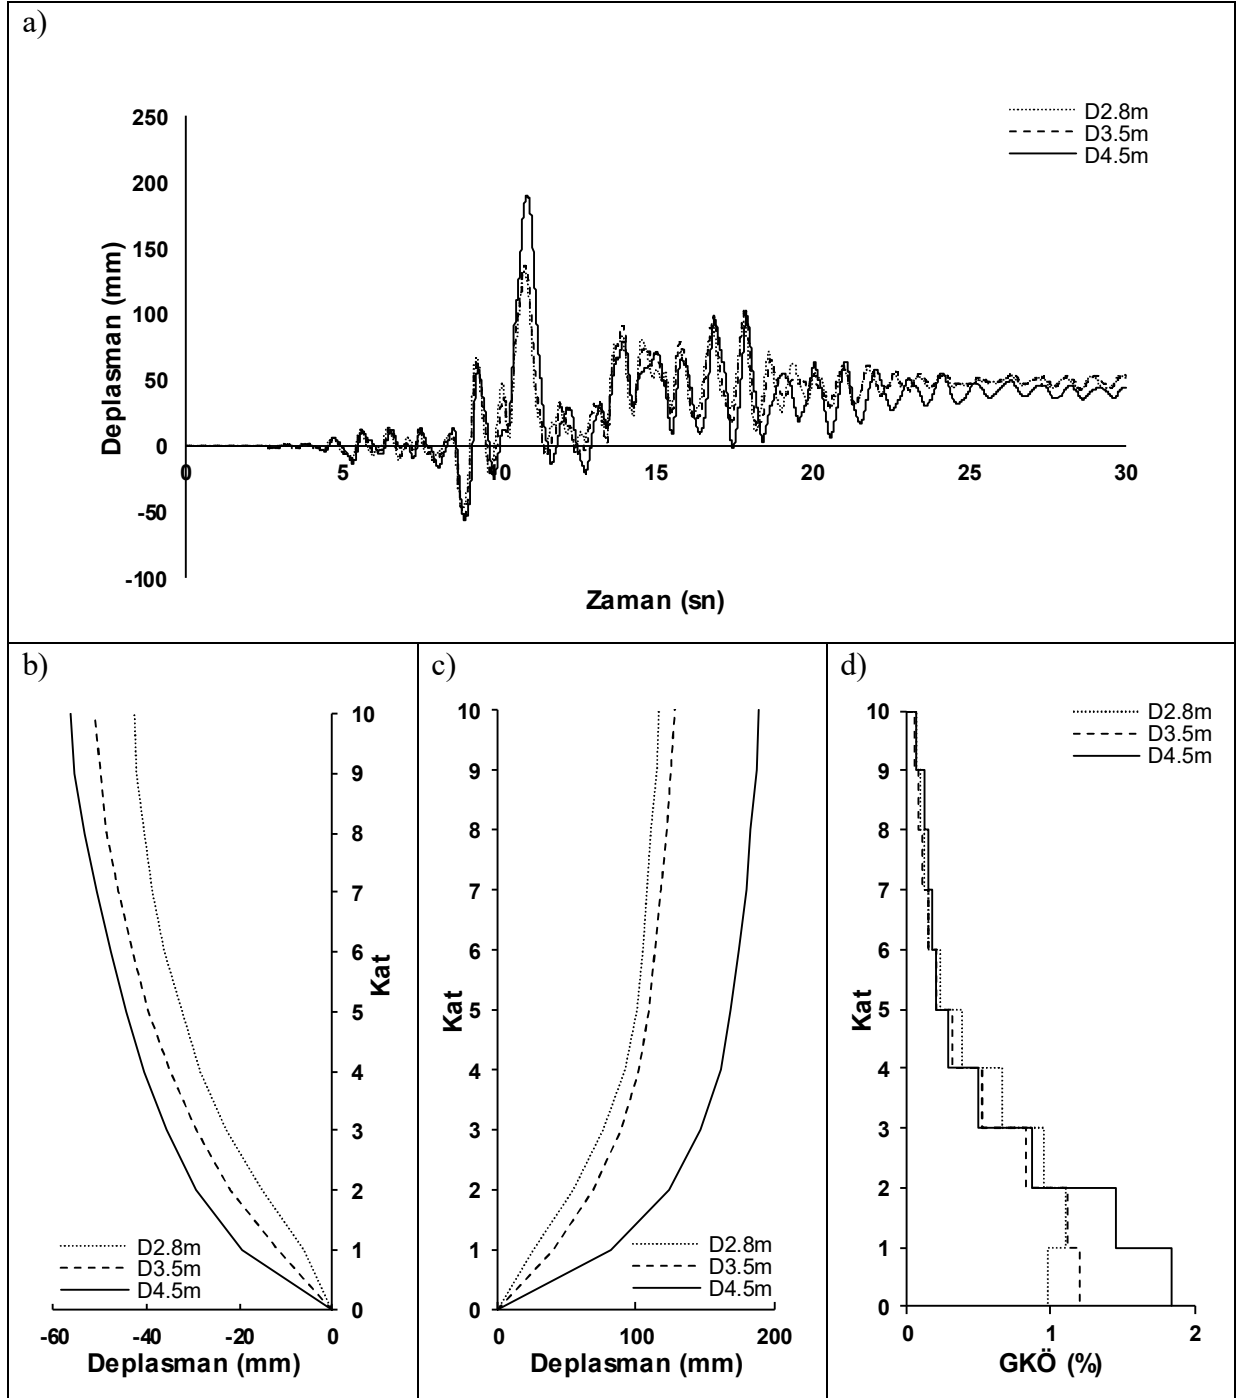 a)
D2.8m
D3.5m
D4.5m
250
200
150
100
50
0
-50
-100
Deplasman (mm)
0 5 10 15 20 25 30
Zaman (sn)
b)
10
9
8
7
6
5
4
3
2
1
0
Kat
D2.8m
D3.5m
D4.5m
-60 -40 -20 0
Deplasman (mm)
c)
10
9
8
7
6
5
4
3
2
1
0
Kat
D2.8m
D3.5m
D4.5m
0 100 200
Deplasman (mm)
d)
D2.8m
D3.5m
D4.5m
10
9
8
7
6
5
4
3
2
1
0
Kat
0 1 2
GKÖ (%)